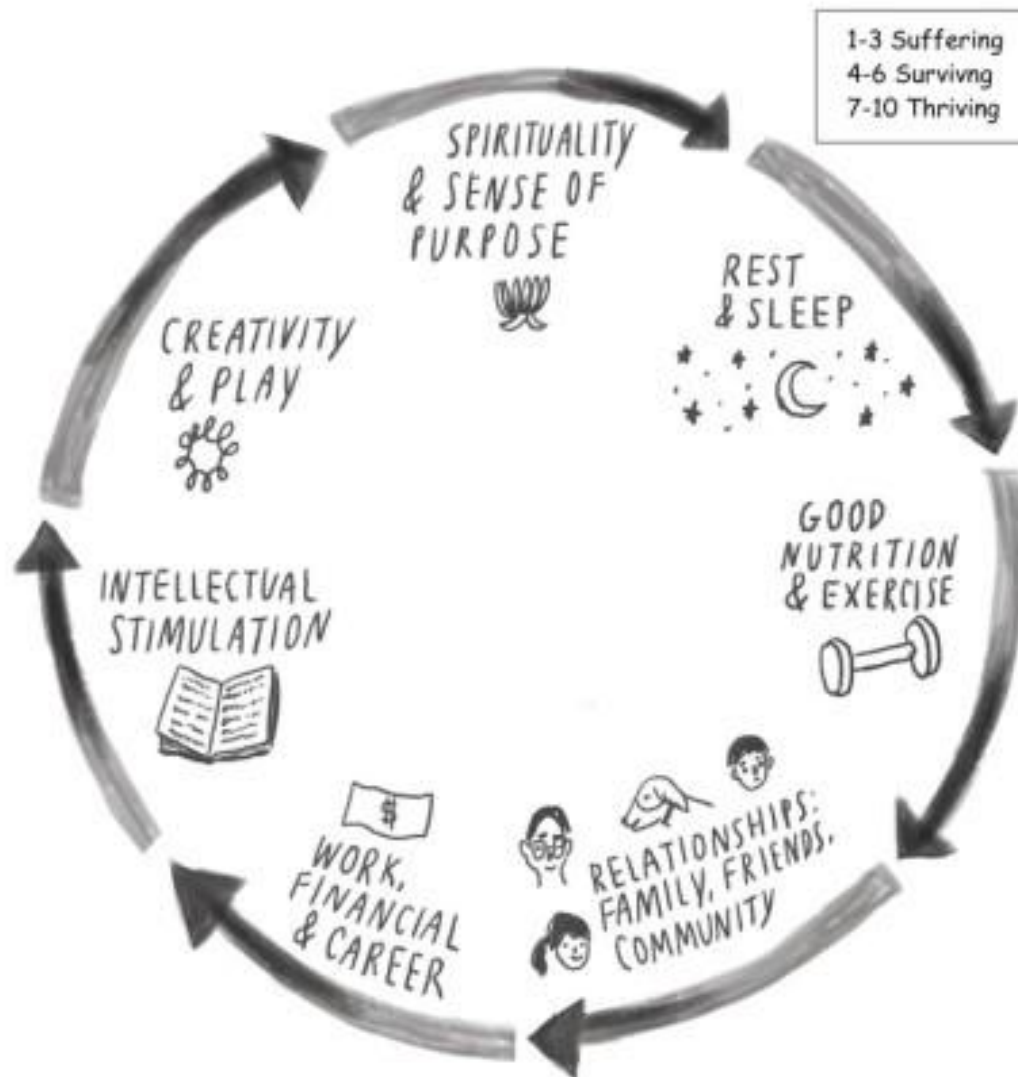 1-3 Suffering
4-6 Survivng
7-10 Thriving
SPIRITUALITY
& SENSE OF
PURPOSE
REST
& SLEEP
GOOD
NUTRITION
& EXERCISE
RELATIONSHIPS:
FAMILY, FRIENDS,
COMMUNITY
$
WORK,
FINANCIAL
& CAREER
INTELLECTUAL
STIMULATION
CREATIVITY
& PLAY